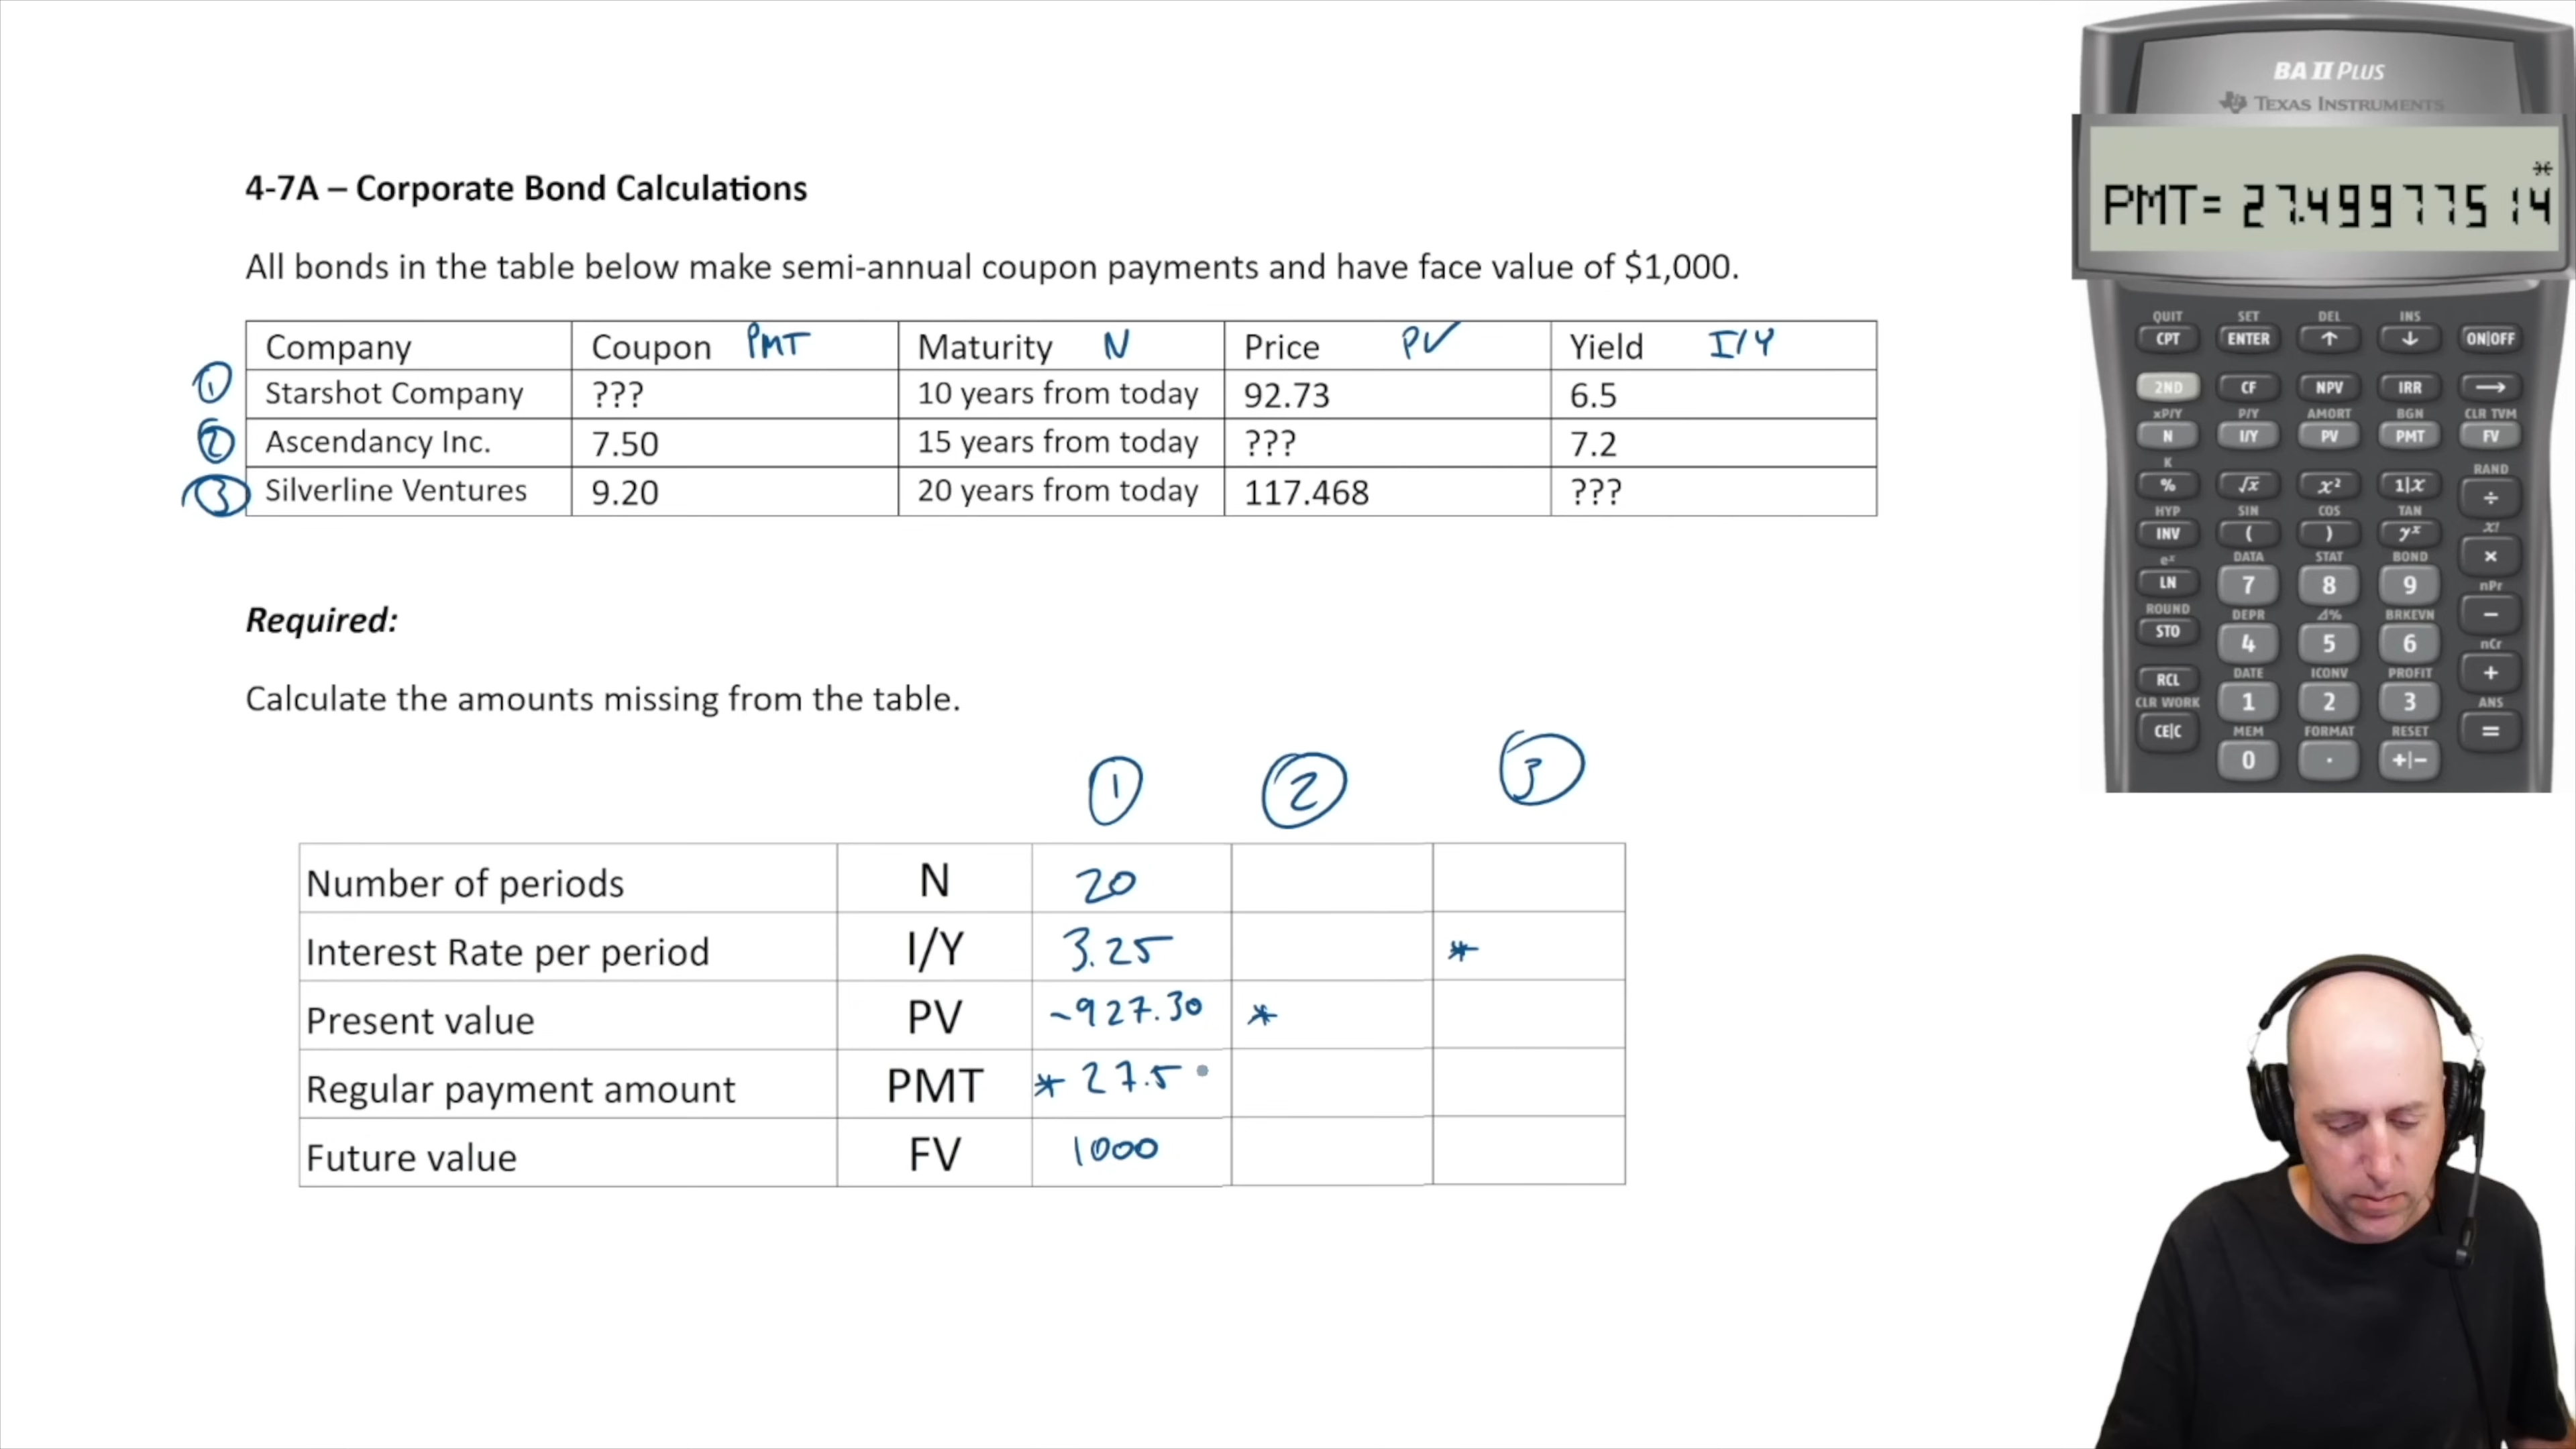 4-7A – Corporate Bond Calculations
All bonds in the table below make semi-annual coupon payments and have face value of $1,000.
Company Coupon PMT Maturity N Price PV Yield I/Y
① Starshot Company ??? 10 years from today 92.73 6.5
② Ascendancy Inc. 7.50 15 years from today ??? 7.2
③ Silverline Ventures 9.20 20 years from today 117.468 ???
Required:
Calculate the amounts missing from the table.
① ② ③
Number of periods N 20
Interest Rate per period I/Y 3.25 *
Present value PV -927.30 *
Regular payment amount PMT * 27.5
Future value FV 1000
BA II PLUS
TEXAS INSTRUMENTS
*
PMT= 27.49977514
QUIT SET DEL INS
CPT ENTER ↑ ↓ ON|OFF
2ND CF NPV IRR →
xP/Y P/Y AMORT BGN CLR TVM
N I/Y PV PMT FV
K RAND
% √x x² 1|x ÷
HYP SIN COS TAN x!
INV ( ) yˣ ×
eˣ DATA STAT BOND nPr
LN 7 8 9 −
ROUND DEPR Δ% BRKEVN nCr
STO 4 5 6 +
DATE ICONV PROFIT
RCL 1 2 3
CLR WORK ANS
CE|C =
MEM FORMAT RESET
0 . +|−